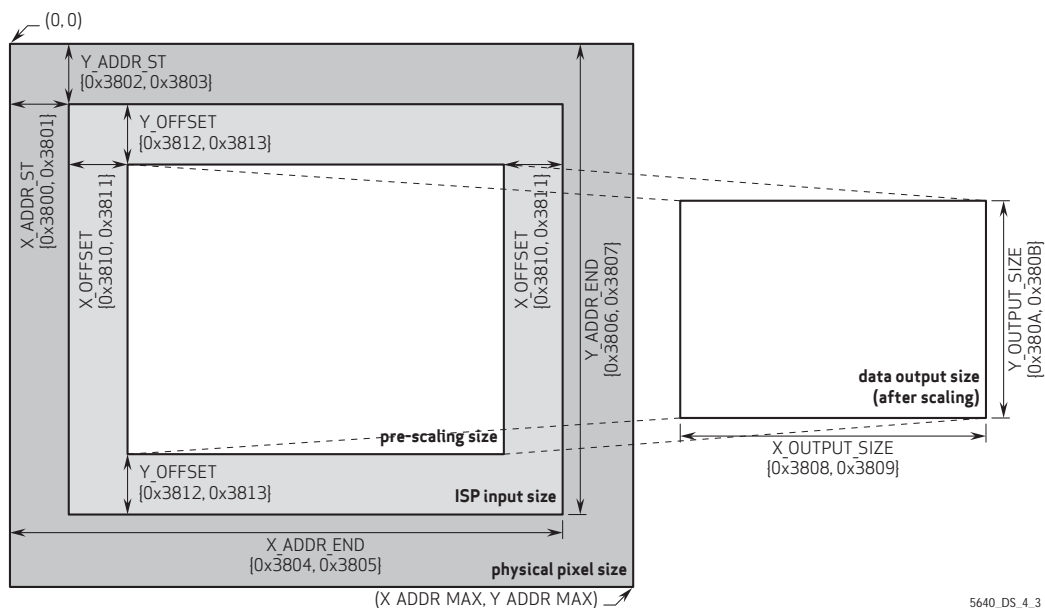 (0, 0)
Y_ADDR_ST
{0x3802, 0x3803}
X_ADDR_ST
{0x3800, 0x3801}
Y_OFFSET
{0x3812, 0x3813}
X_OFFSET
{0x3810, 0x3811}
X_OFFSET
{0x3810, 0x3811}
Y_ADDR_END
{0x3806, 0x3807}
pre-scaling size
Y_OFFSET
{0x3812, 0x3813}
ISP input size
X_ADDR_END
{0x3804, 0x3805}
physical pixel size
(X ADDR MAX, Y ADDR MAX)
data output size
(after scaling)
Y_OUTPUT_SIZE
{0x380A, 0x380B}
X_OUTPUT_SIZE
{0x3808, 0x3809}
5640_DS_4_3